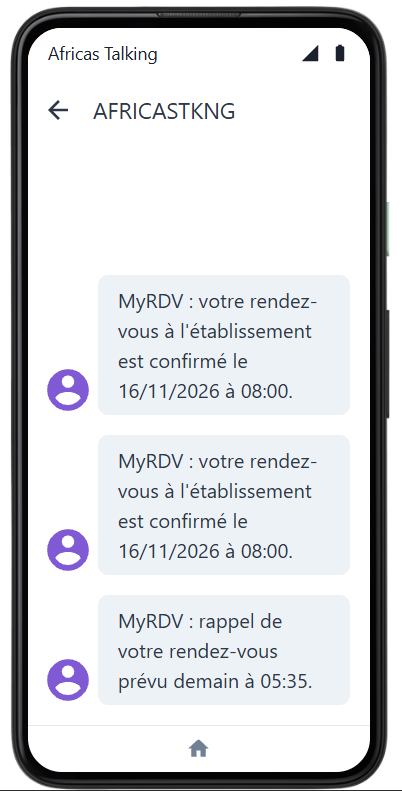 Africas Talking
AFRICASTKNG
MyRDV : votre rendez-
vous à l'établissement
est confirmé le
16/11/2026 à 08:00.
MyRDV : votre rendez-
vous à l'établissement
est confirmé le
16/11/2026 à 08:00.
MyRDV : rappel de
votre rendez-vous
prévu demain à 05:35.